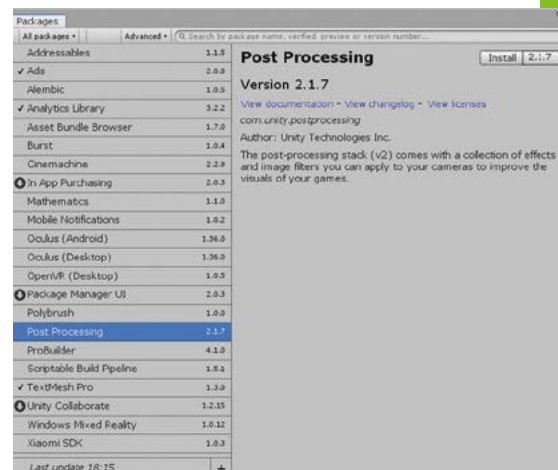 Packages
All packages
Advanced
Search by package name, verified, preview or version number...
Addressables 1.1.5
Ads 2.0.8
Alembic 1.0.5
Analytics Library 3.2.2
Asset Bundle Browser 1.7.0
Burst 1.0.4
Cinemachine
In App Purchasing 2.0.3
Mathematics 1.1.0
Mobile Notifications 1.0.2
Oculus (Android) 1.36.0
Oculus (Desktop) 1.36.0
OpenVR (Desktop) 1.0.5
Package Manager UI 2.0.3
Polybrush 1.0.0
Post Processing 2.1.7
ProBuilder 4.1.0
Scriptable Build Pipeline
TextMesh Pro 1.3.0
Unity Collaborate 1.2.15
Windows Mixed Reality 1.0.12
Xiaomi SDK 1.0.3
Last update 18:15
+
Post Processing
Install 2.1.7
Version 2.1.7
View documentation - View changelog - View licenses
com.unity.postprocessing
Author: Unity Technologies Inc.
The post-processing stack (v2) comes with a collection of effects
and image filters you can apply to your cameras to improve the
visuals of your games.